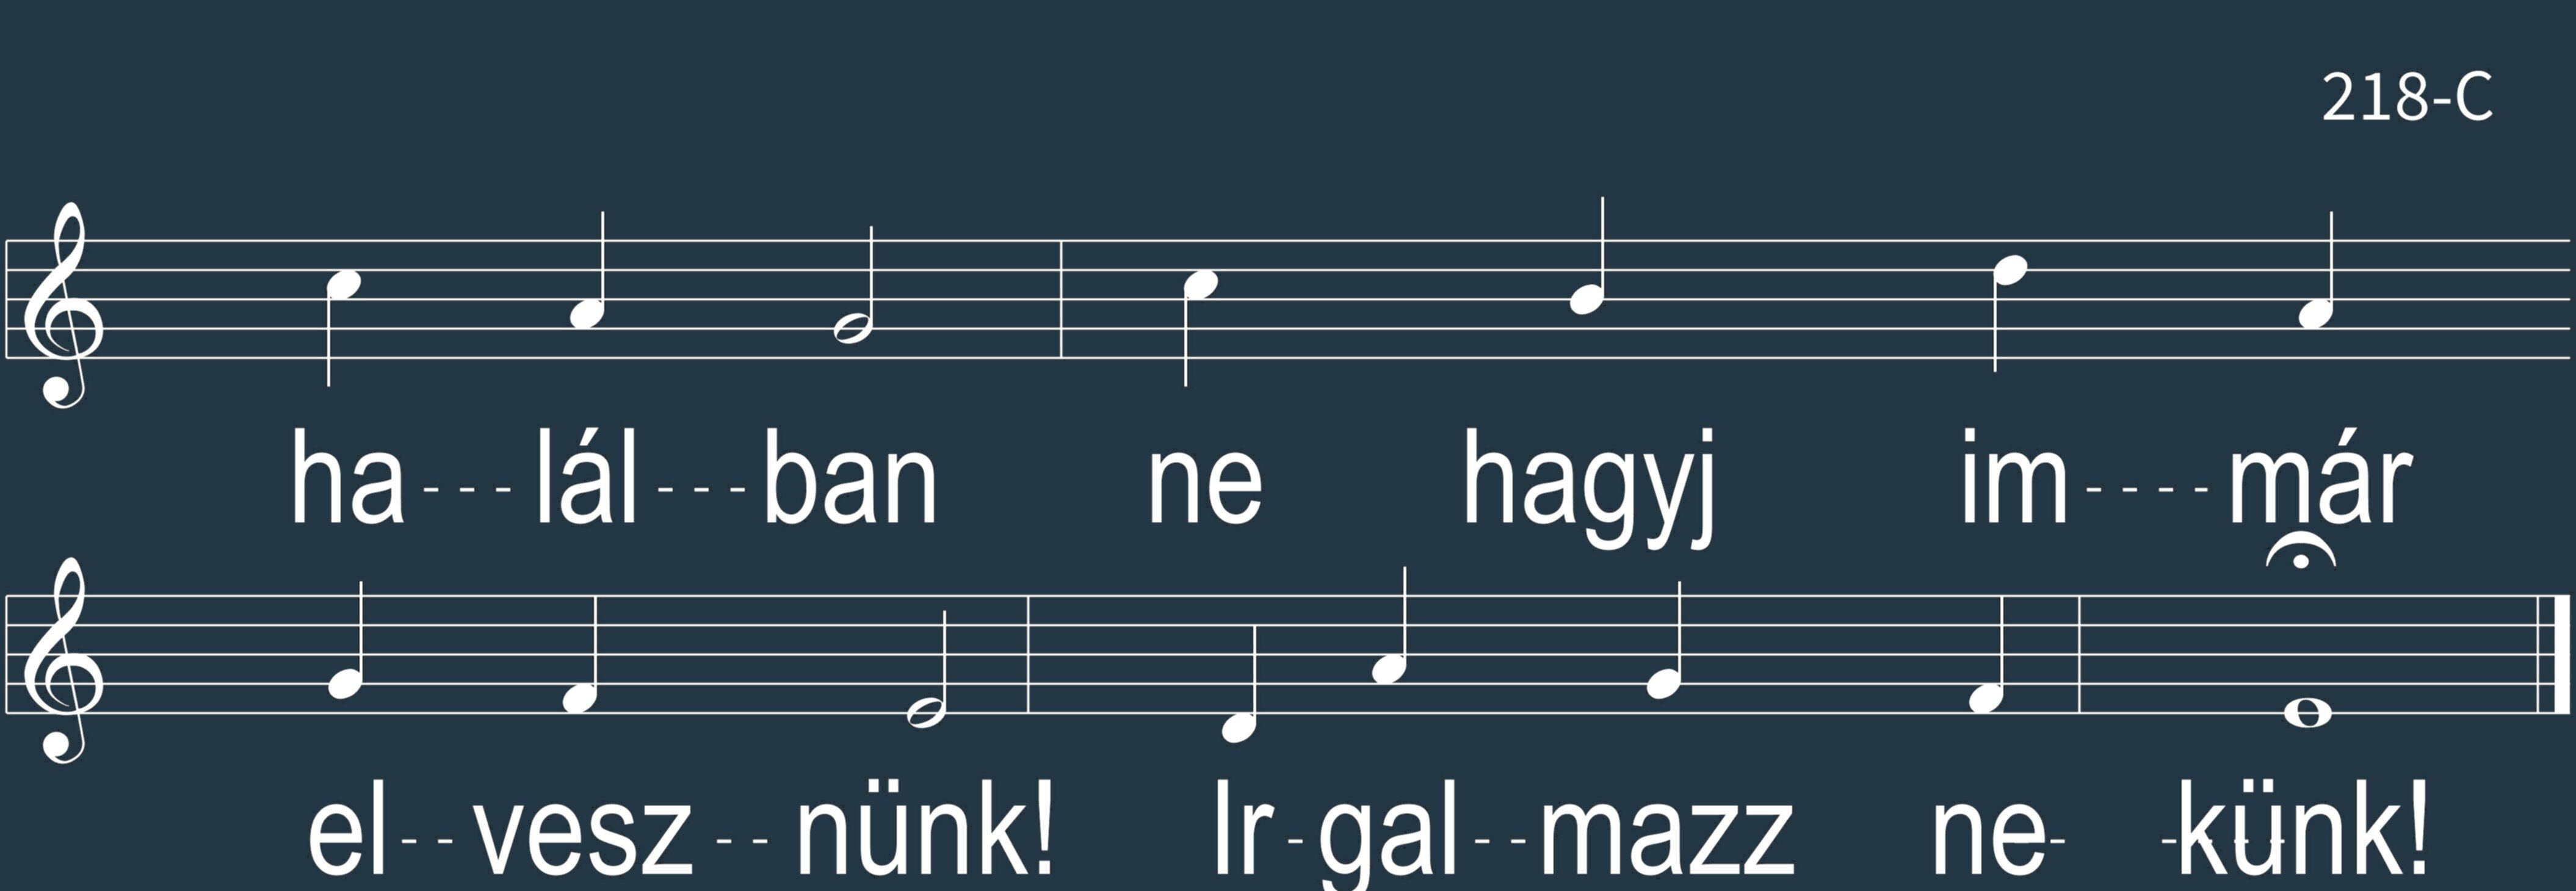 218-C
ha---lál---ban ne hagyj im----már
el--vesz--nünk! Ir-gal--mazz ne- -künk!